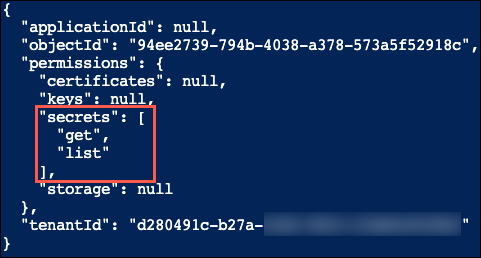 {
"applicationId": null,
"objectId": "94ee2739-794b-4038-a378-573a5f52918c",
"permissions": {
"certificates": null,
"keys": null,
"secrets": [
"get",
"list"
],
"storage": null
},
"tenantId": "d280491c-b27a- "
}